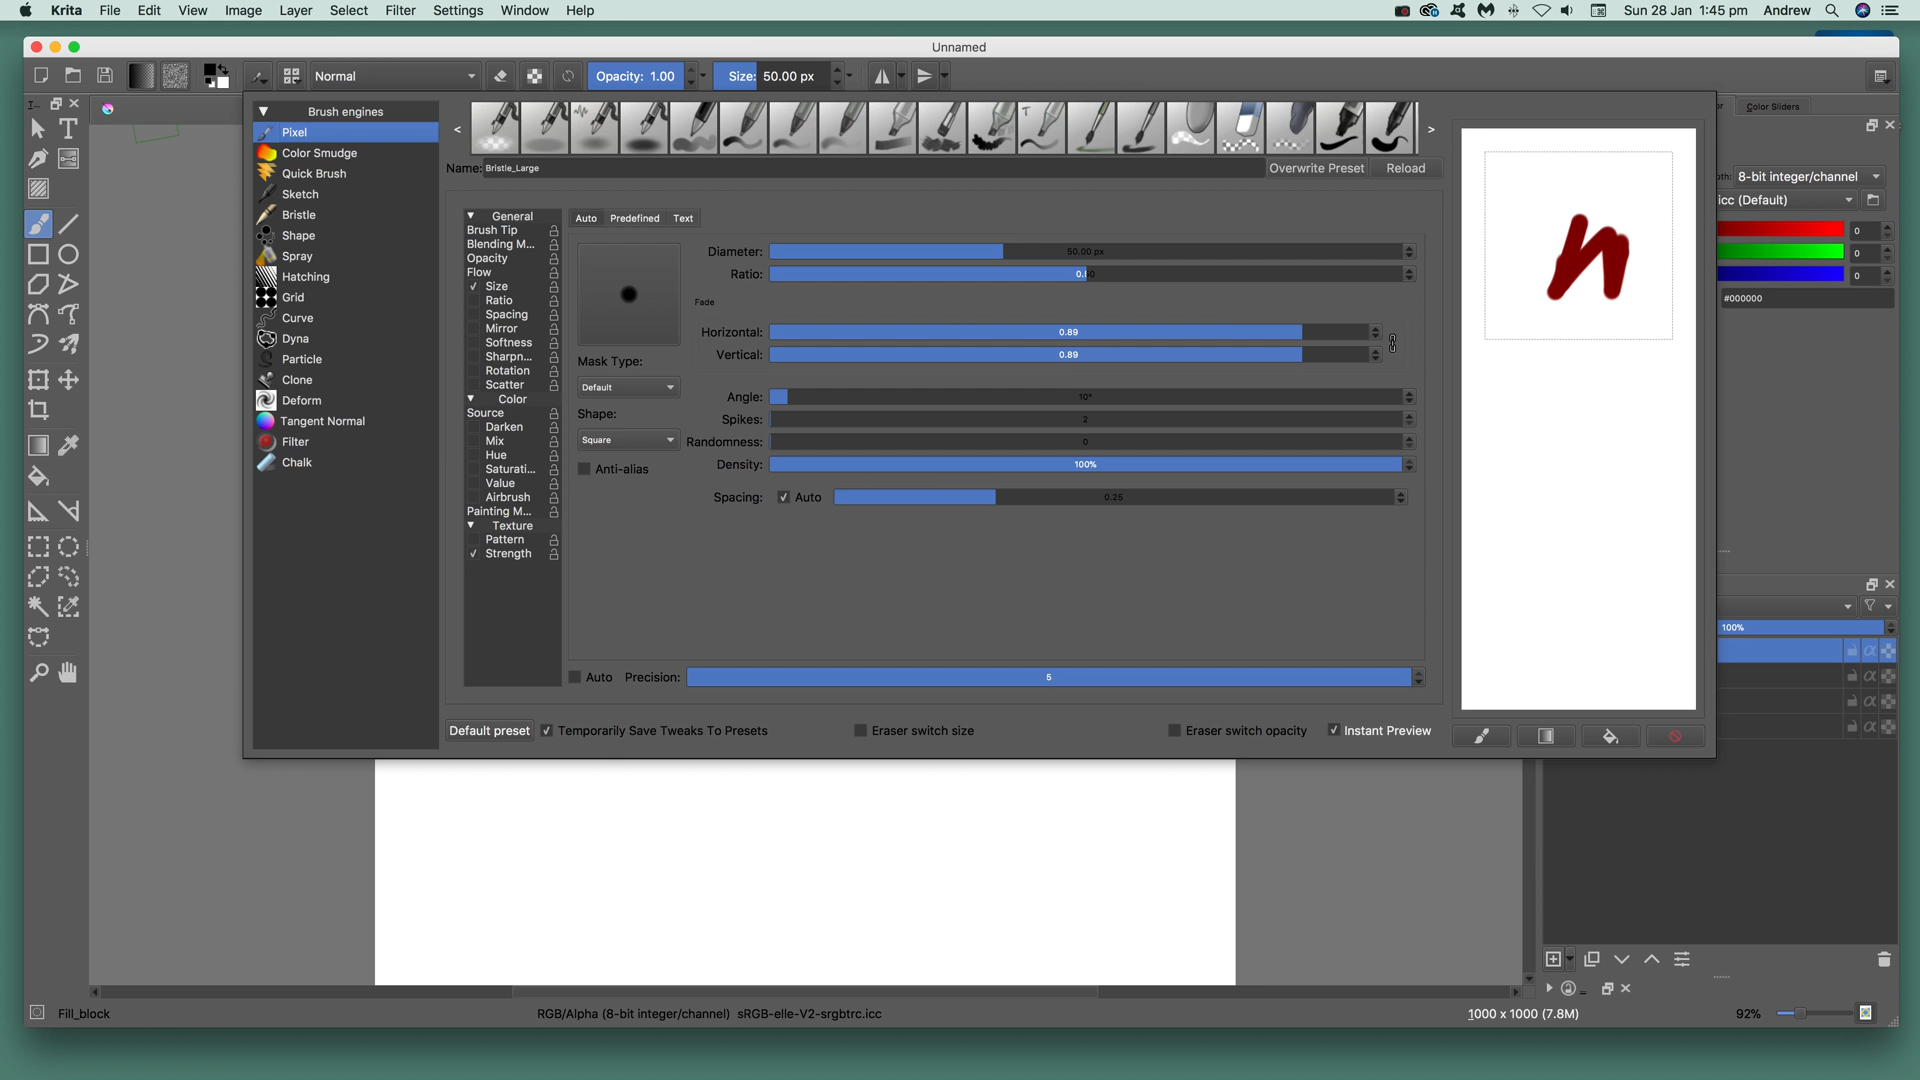 Krita File Edit View Image Layer Select Filter Settings Window Help Sun 28 Jan 1:45 pm Andrew
Unnamed
Normal Opacity: 1.00 Size: 50.00 px
Brush engines
Pixel
Color Smudge
Quick Brush
Sketch
Bristle
Shape
Spray
Hatching
Grid
Curve
Dyna
Particle
Clone
Deform
Tangent Normal
Filter
Chalk
< >
Name: Bristle_Large Overwrite Preset Reload
General
Brush Tip
Blending M...
Opacity
Flow
Size
Ratio
Spacing
Mirror
Softness
Sharpn...
Rotation
Scatter
Color
Source
Darken
Mix
Hue
Saturati...
Value
Airbrush
Painting M...
Texture
Pattern
Strength
Auto Predefined Text
Mask Type:
Default
Shape:
Square
Anti-alias
Diameter: 50.00 px
Ratio:
Fade
Horizontal: 0.89
Vertical: 0.89
Angle: 10°
Spikes: 2
Randomness: 0
Density: 100%
Spacing: Auto 0.25
Auto Precision: 5
Default preset Temporarily Save Tweaks To Presets Eraser switch size Eraser switch opacity Instant Preview
Color Sliders
8-bit integer/channel
icc (Default)
0
0
0
#000000
100%
Fill_block RGB/Alpha (8-bit integer/channel) sRGB-elle-V2-srgbtrc.icc 1000 x 1000 (7.8M) 92%